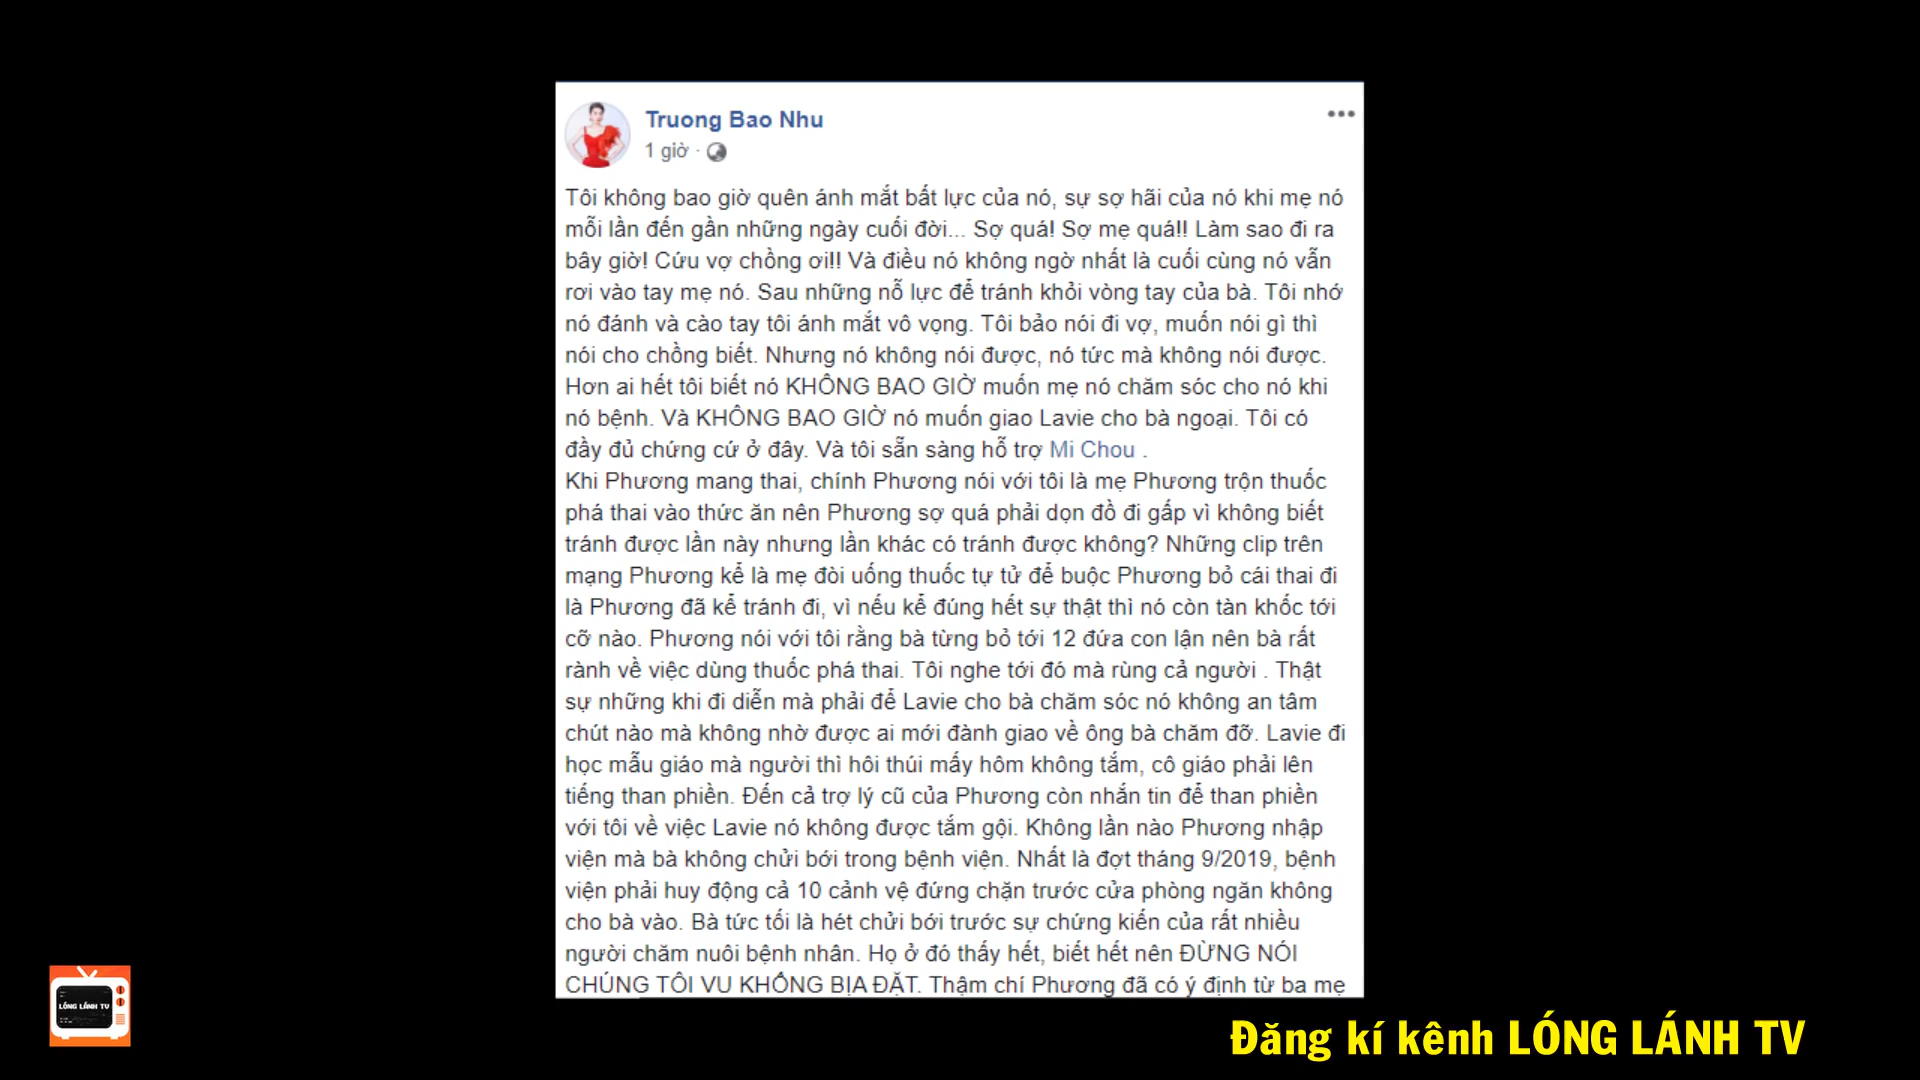 Truong Bao Nhu
1 giờ ·
Tôi không bao giờ quên ánh mắt bất lực của nó, sự sợ hãi của nó khi mẹ nó
mỗi lần đến gần những ngày cuối đời... Sợ quá! Sợ mẹ quá!! Làm sao đi ra
bây giờ! Cứu vợ chồng ơi!! Và điều nó không ngờ nhất là cuối cùng nó vẫn
rơi vào tay mẹ nó. Sau những nỗ lực để tránh khỏi vòng tay của bà. Tôi nhớ
nó đánh và cào tay tôi ánh mắt vô vọng. Tôi bảo nói đi vợ, muốn nói gì thì
nói cho chồng biết. Nhưng nó không nói được, nó tức mà không nói được.
Hơn ai hết tôi biết nó KHÔNG BAO GIỜ muốn mẹ nó chăm sóc cho nó khi
nó bệnh. Và KHÔNG BAO GIỜ nó muốn giao Lavie cho bà ngoại. Tôi có
đầy đủ chứng cứ ở đây. Và tôi sẵn sàng hỗ trợ Mi Chou .
Khi Phương mang thai, chính Phương nói với tôi là mẹ Phương trộn thuốc
phá thai vào thức ăn nên Phương sợ quá phải dọn đồ đi gấp vì không biết
tránh được lần này nhưng lần khác có tránh được không? Những clip trên
mạng Phương kể là mẹ đòi uống thuốc tự tử để buộc Phương bỏ cái thai đi
là Phương đã kể tránh đi, vì nếu kể đúng hết sự thật thì nó còn tàn khốc tới
cỡ nào. Phương nói với tôi rằng bà từng bỏ tới 12 đứa con lận nên bà rất
rành về việc dùng thuốc phá thai. Tôi nghe tới đó mà rùng cả người . Thật
sự những khi đi diễn mà phải để Lavie cho bà chăm sóc nó không an tâm
chút nào mà không nhờ được ai mới đành giao về ông bà chăm đỡ. Lavie đi
học mẫu giáo mà người thì hôi thúi mấy hôm không tắm, cô giáo phải lên
tiếng than phiền. Đến cả trợ lý cũ của Phương còn nhắn tin để than phiền
với tôi về việc Lavie nó không được tắm gội. Không lần nào Phương nhập
viện mà bà không chửi bới trong bệnh viện. Nhất là đợt tháng 9/2019, bệnh
viện phải huy động cả 10 cảnh vệ đứng chặn trước cửa phòng ngăn không
cho bà vào. Bà tức tối la hét chửi bới trước sự chứng kiến của rất nhiều
người chăm nuôi bệnh nhân. Họ ở đó thấy hết, biết hết nên ĐỪNG NÓI
CHÚNG TÔI VU KHỐNG BỊA ĐẶT. Thậm chí Phương đã có ý định từ ba mẹ
LÓNG LÁNH TV
Đăng kí kênh LÓNG LÁNH TV